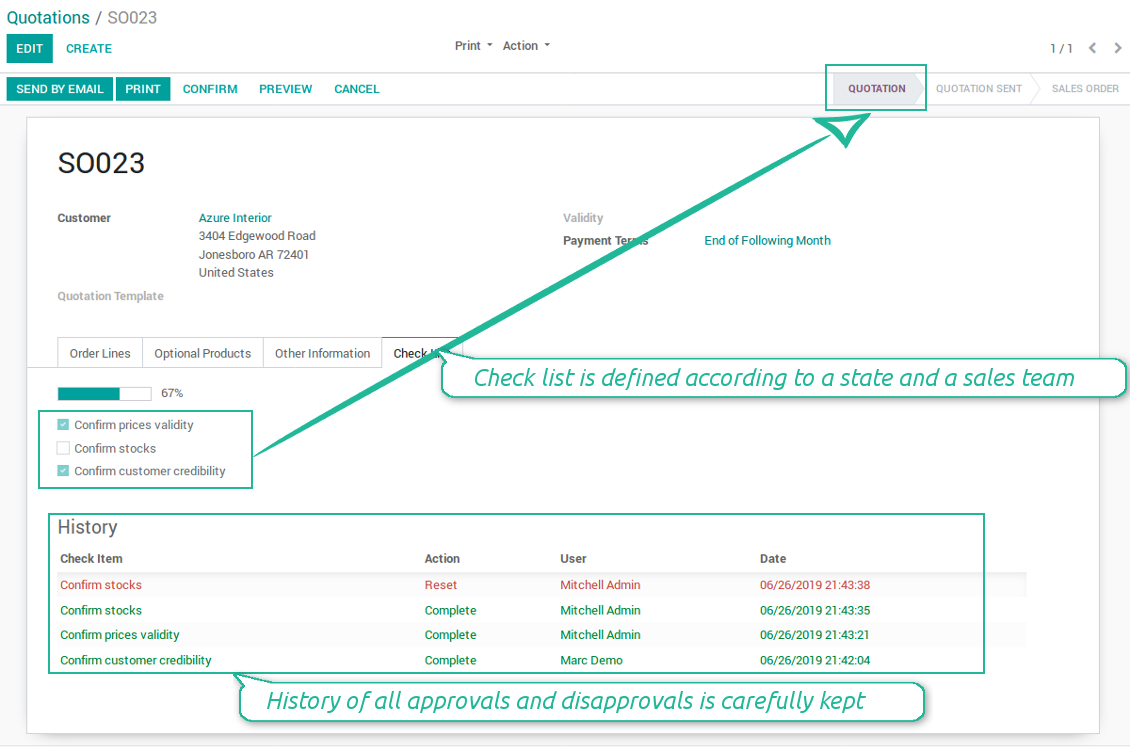 Quotations / SO023
EDIT CREATE Print Action 1 / 1
SEND BY EMAIL PRINT CONFIRM PREVIEW CANCEL QUOTATION QUOTATION SENT SALES ORDER
SO023
Customer Azure Interior Validity
3404 Edgewood Road Payment Terms End of Following Month
Jonesboro AR 72401
United States
Quotation Template
Order Lines Optional Products Other Information Check
Check list is defined according to a state and a sales team
67%
Confirm prices validity
Confirm stocks
Confirm customer credibility
History
Check Item Action User Date
Confirm stocks Reset Mitchell Admin 06/26/2019 21:43:38
Confirm stocks Complete Mitchell Admin 06/26/2019 21:43:35
Confirm prices validity Complete Mitchell Admin 06/26/2019 21:43:21
Confirm customer credibility Complete Marc Demo 06/26/2019 21:42:04
History of all approvals and disapprovals is carefully kept